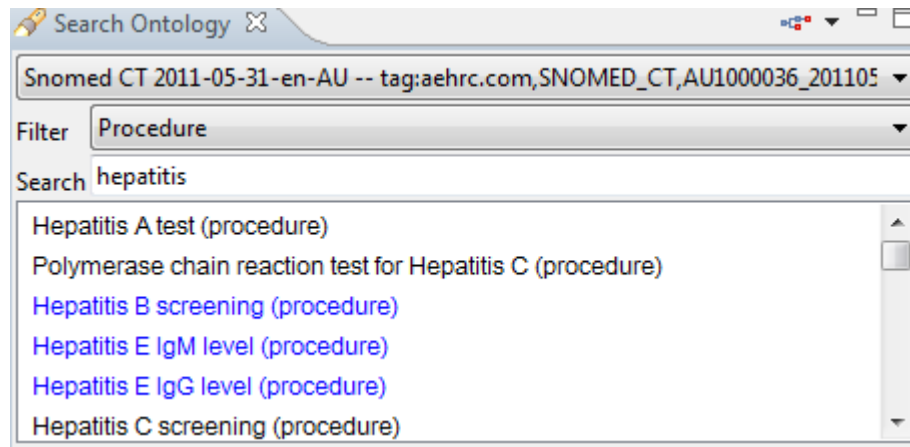 Search Ontology
Snomed CT 2011-05-31-en-AU -- tag:aehrc.com,SNOMED_CT,AU1000036_201105
Filter Procedure
Search hepatitis
Hepatitis A test (procedure)
Polymerase chain reaction test for Hepatitis C (procedure)
Hepatitis B screening (procedure)
Hepatitis E IgM level (procedure)
Hepatitis E IgG level (procedure)
Hepatitis C screening (procedure)